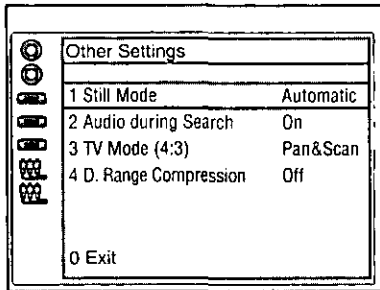 Other Settings
1 Still Mode Automatic
2 Audio during Search On
3 TV Mode (4:3) Pan&Scan
4 D. Range Compression Off
0 Exit